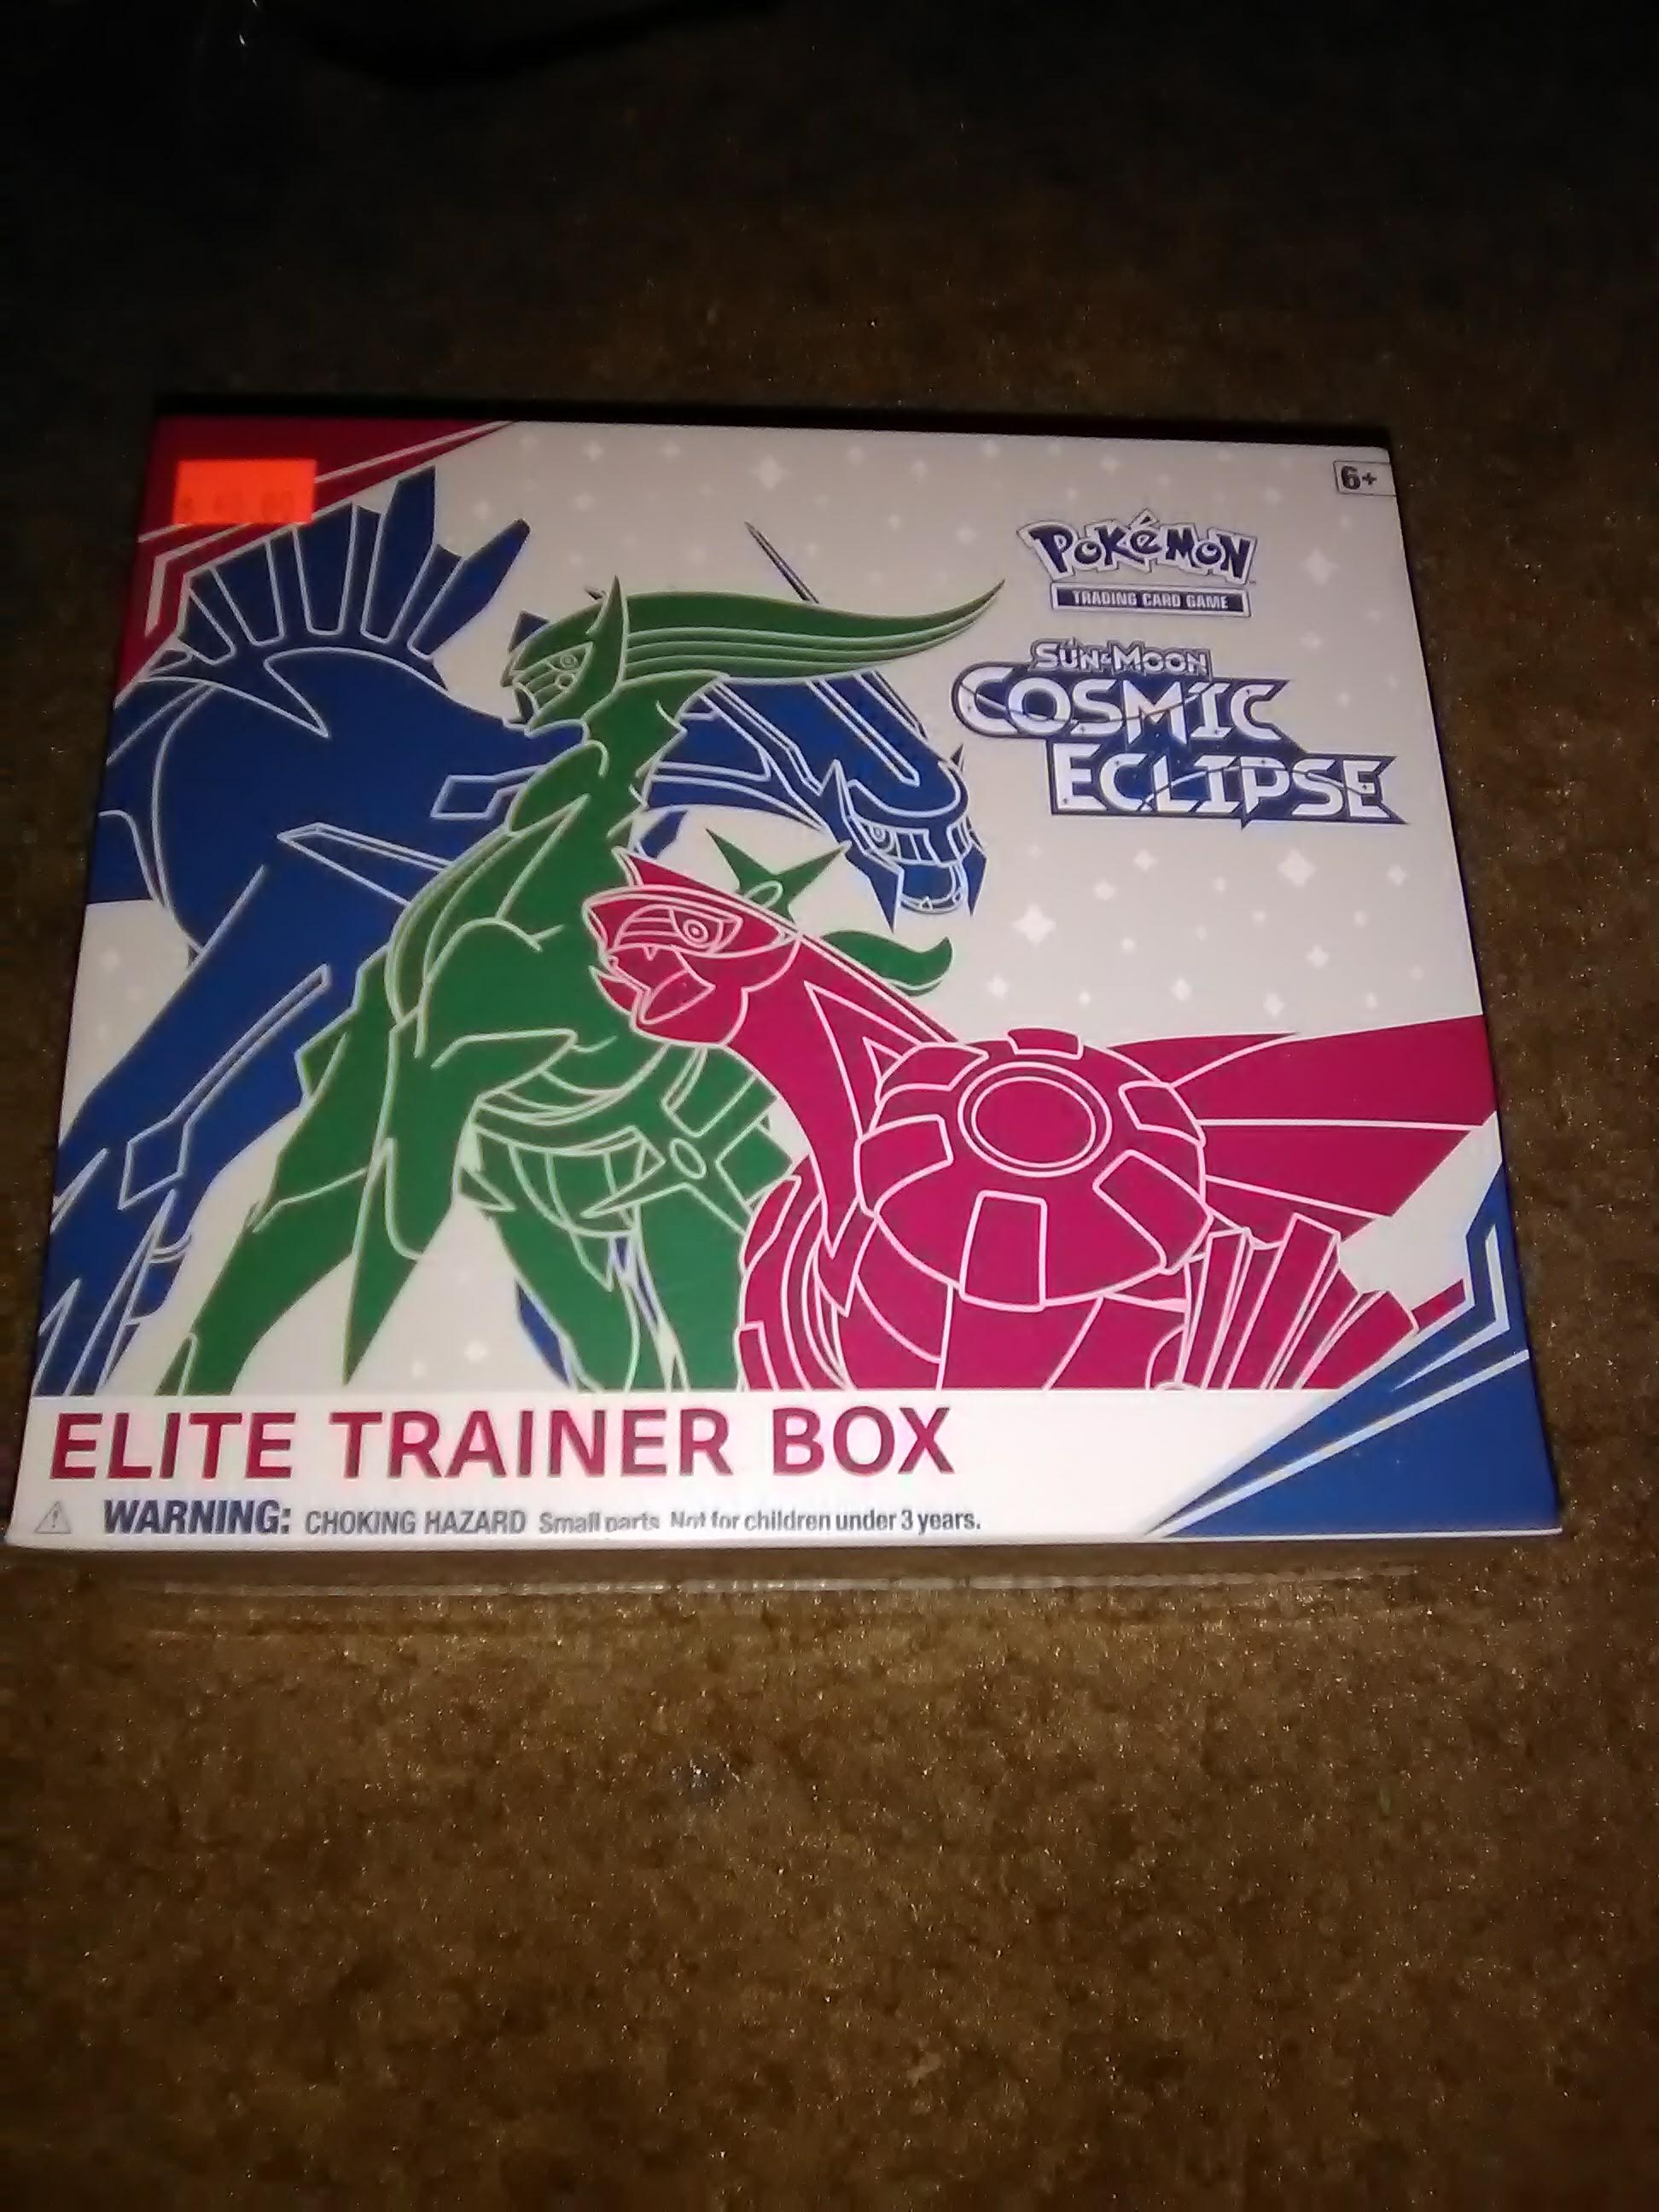 6+
POKéMON
TRADING CARD GAME
SUN & MOON
COSMIC
ECLIPSE
ELITE TRAINER BOX
WARNING: CHOKING HAZARD Small parts Not for children under 3 years.